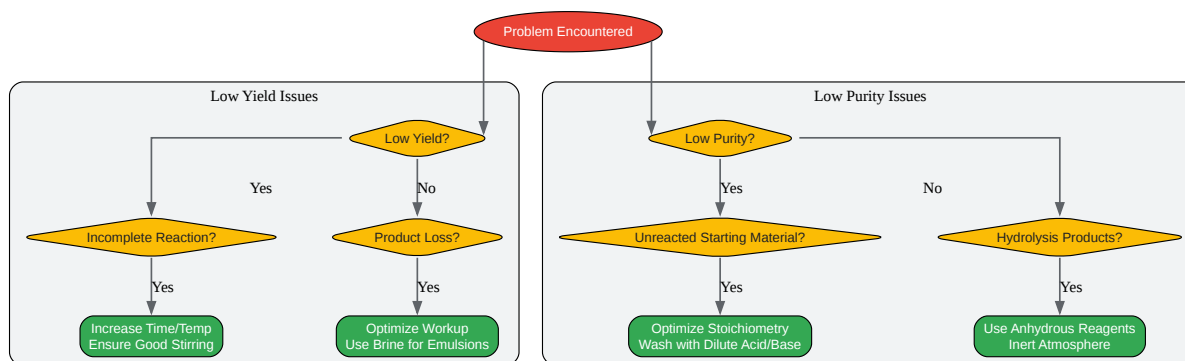 Problem Encountered
Low Yield Issues
Low Purity Issues
Low Yield?
Low Purity?
Yes
No
Yes
No
Incomplete Reaction?
Product Loss?
Unreacted Starting Material?
Hydrolysis Products?
Yes
Yes
Yes
Yes
Increase Time/Temp
Ensure Good Stirring
Optimize Workup
Use Brine for Emulsions
Optimize Stoichiometry
Wash with Dilute Acid/Base
Use Anhydrous Reagents
Inert Atmosphere